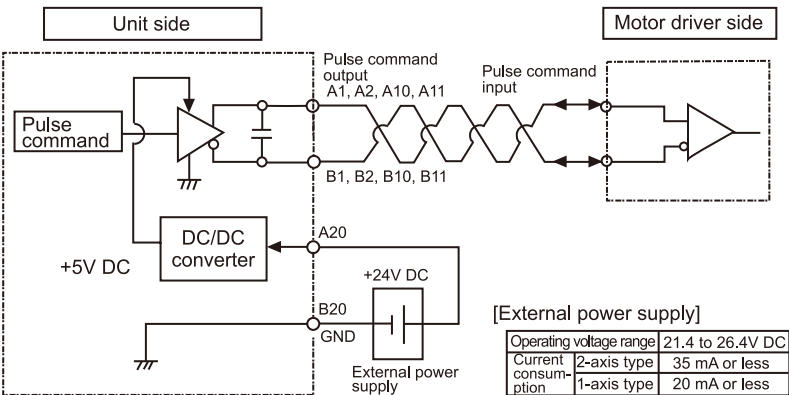 Unit side
Motor driver side
Pulse command
output
A1, A2, A10, A11
Pulse command
input
Pulse
command
B1, B2, B10, B11
DC/DC
converter
A20
+5V DC
+24V DC
B20
GND
External power
supply
[External power supply]
Operating voltage range 21.4 to 26.4V DC
Current
consum-
ption
2-axis type 35 mA or less
1-axis type 20 mA or less